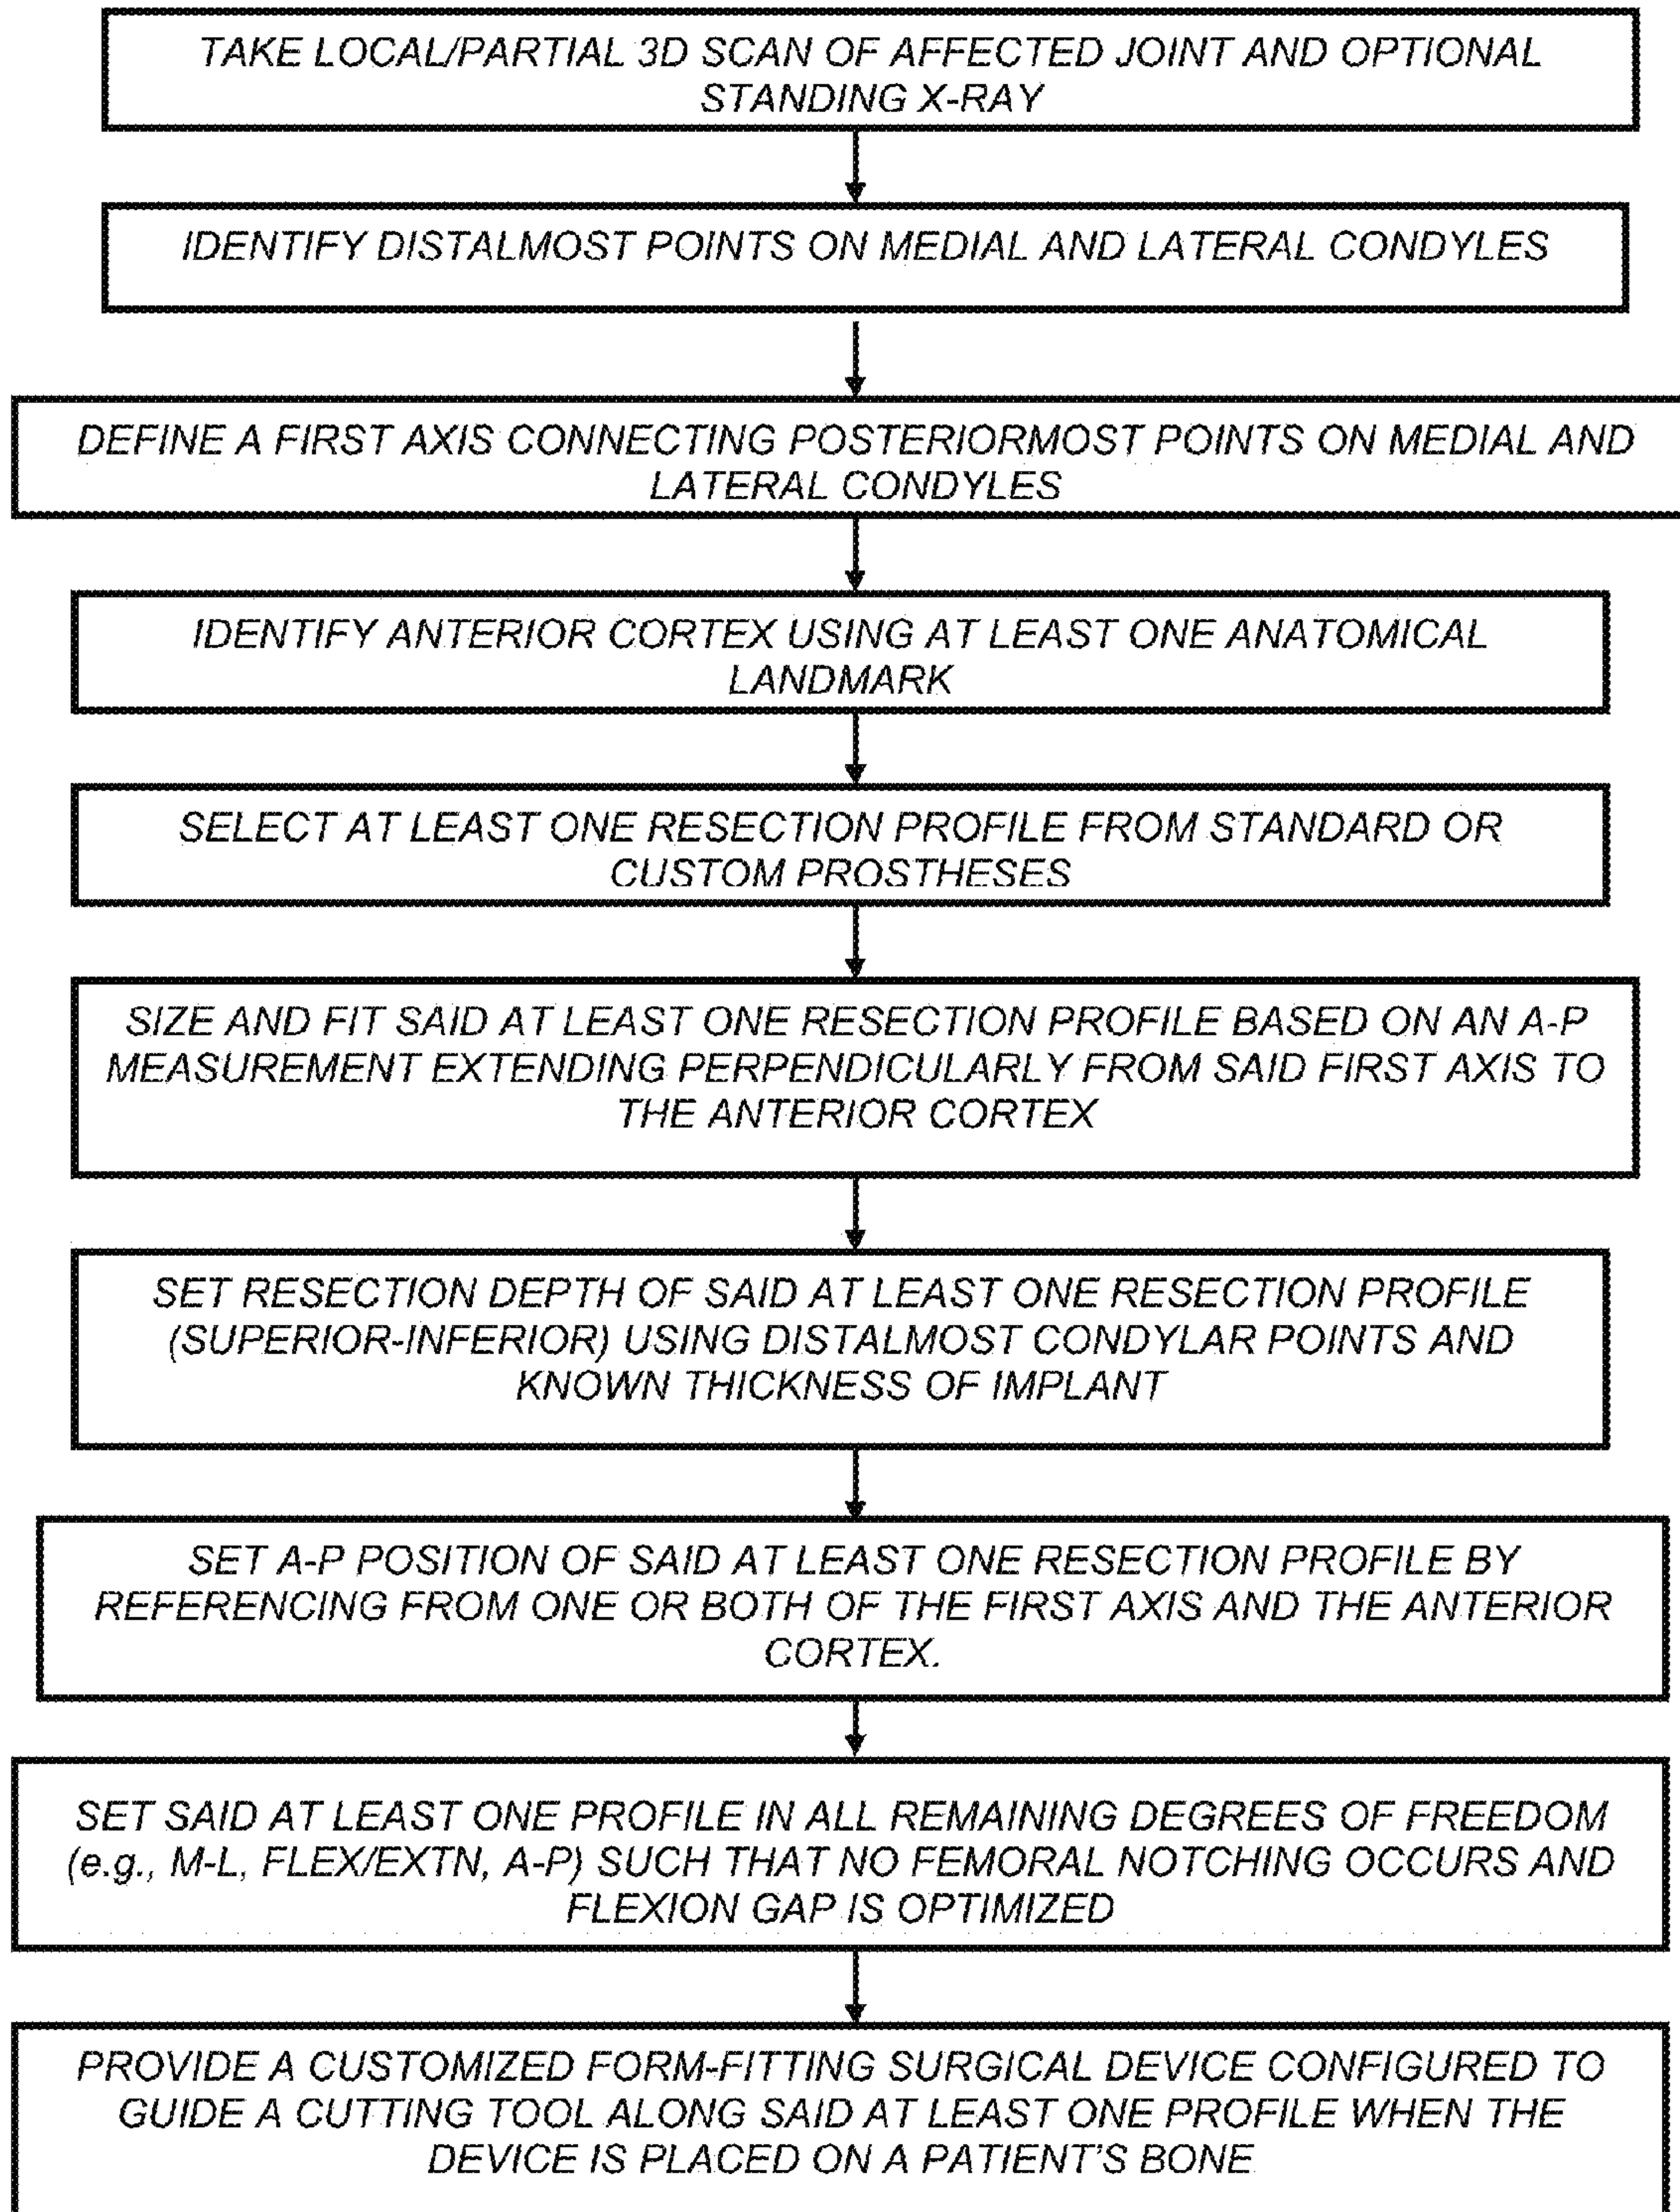 TAKE LOCAL/PARTIAL 3D SCAN OF AFFECTED JOINT AND OPTIONAL
STANDING X-RAY
IDENTIFY DISTALMOST POINTS ON MEDIAL AND LATERAL CONDYLES
DEFINE A FIRST AXIS CONNECTING POSTERIORMOST POINTS ON MEDIAL AND
LATERAL CONDYLES
IDENTIFY ANTERIOR CORTEX USING AT LEAST ONE ANATOMICAL
LANDMARK
SELECT AT LEAST ONE RESECTION PROFILE FROM STANDARD OR
CUSTOM PROSTHESES
SIZE AND FIT SAID AT LEAST ONE RESECTION PROFILE BASED ON AN A-P
MEASUREMENT EXTENDING PERPENDICULARLY FROM SAID FIRST AXIS TO
THE ANTERIOR CORTEX
SET RESECTION DEPTH OF SAID AT LEAST ONE RESECTION PROFILE
(SUPERIOR-INFERIOR) USING DISTALMOST CONDYLAR POINTS AND
KNOWN THICKNESS OF IMPLANT
SET A-P POSITION OF SAID AT LEAST ONE RESECTION PROFILE BY
REFERENCING FROM ONE OR BOTH OF THE FIRST AXIS AND THE ANTERIOR
CORTEX.
SET SAID AT LEAST ONE PROFILE IN ALL REMAINING DEGREES OF FREEDOM
(e.g., M-L, FLEX/EXTN, A-P) SUCH THAT NO FEMORAL NOTCHING OCCURS AND
FLEXION GAP IS OPTIMIZED
PROVIDE A CUSTOMIZED FORM-FITTING SURGICAL DEVICE CONFIGURED TO
GUIDE A CUTTING TOOL ALONG SAID AT LEAST ONE PROFILE WHEN THE
DEVICE IS PLACED ON A PATIENT'S BONE